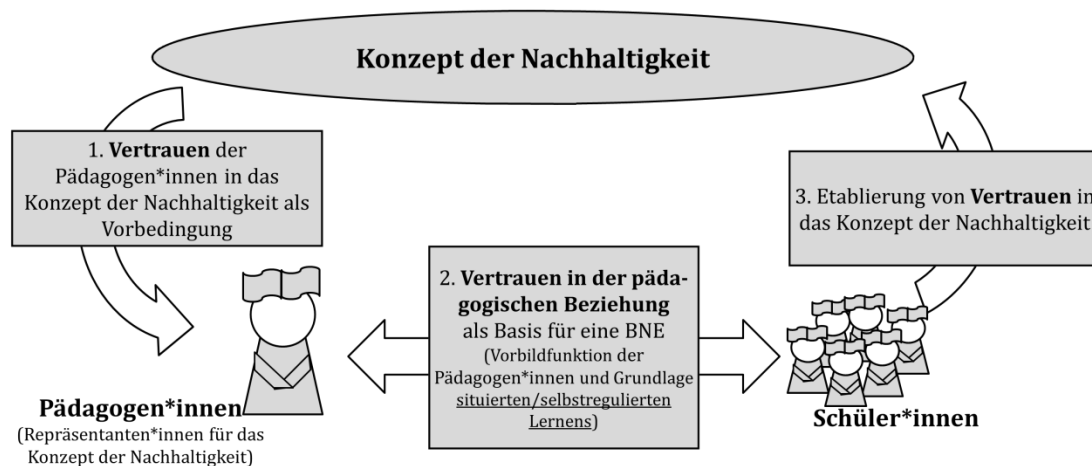 Konzept der Nachhaltigkeit
1. Vertrauen der
Pädagogen*innen in das
Konzept der Nachhaltigkeit als
Vorbedingung
2. Vertrauen in der päda-
gogischen Beziehung
als Basis für eine BNE
(Vorbildfunktion der
Pädagogen*innen und Grundlage
situierten/selbstregulierten
Lernens)
3. Etablierung von Vertrauen in
das Konzept der Nachhaltigkeit
Pädagogen*innen
(Repräsentanten*innen für das
Konzept der Nachhaltigkeit)
Schüler*innen